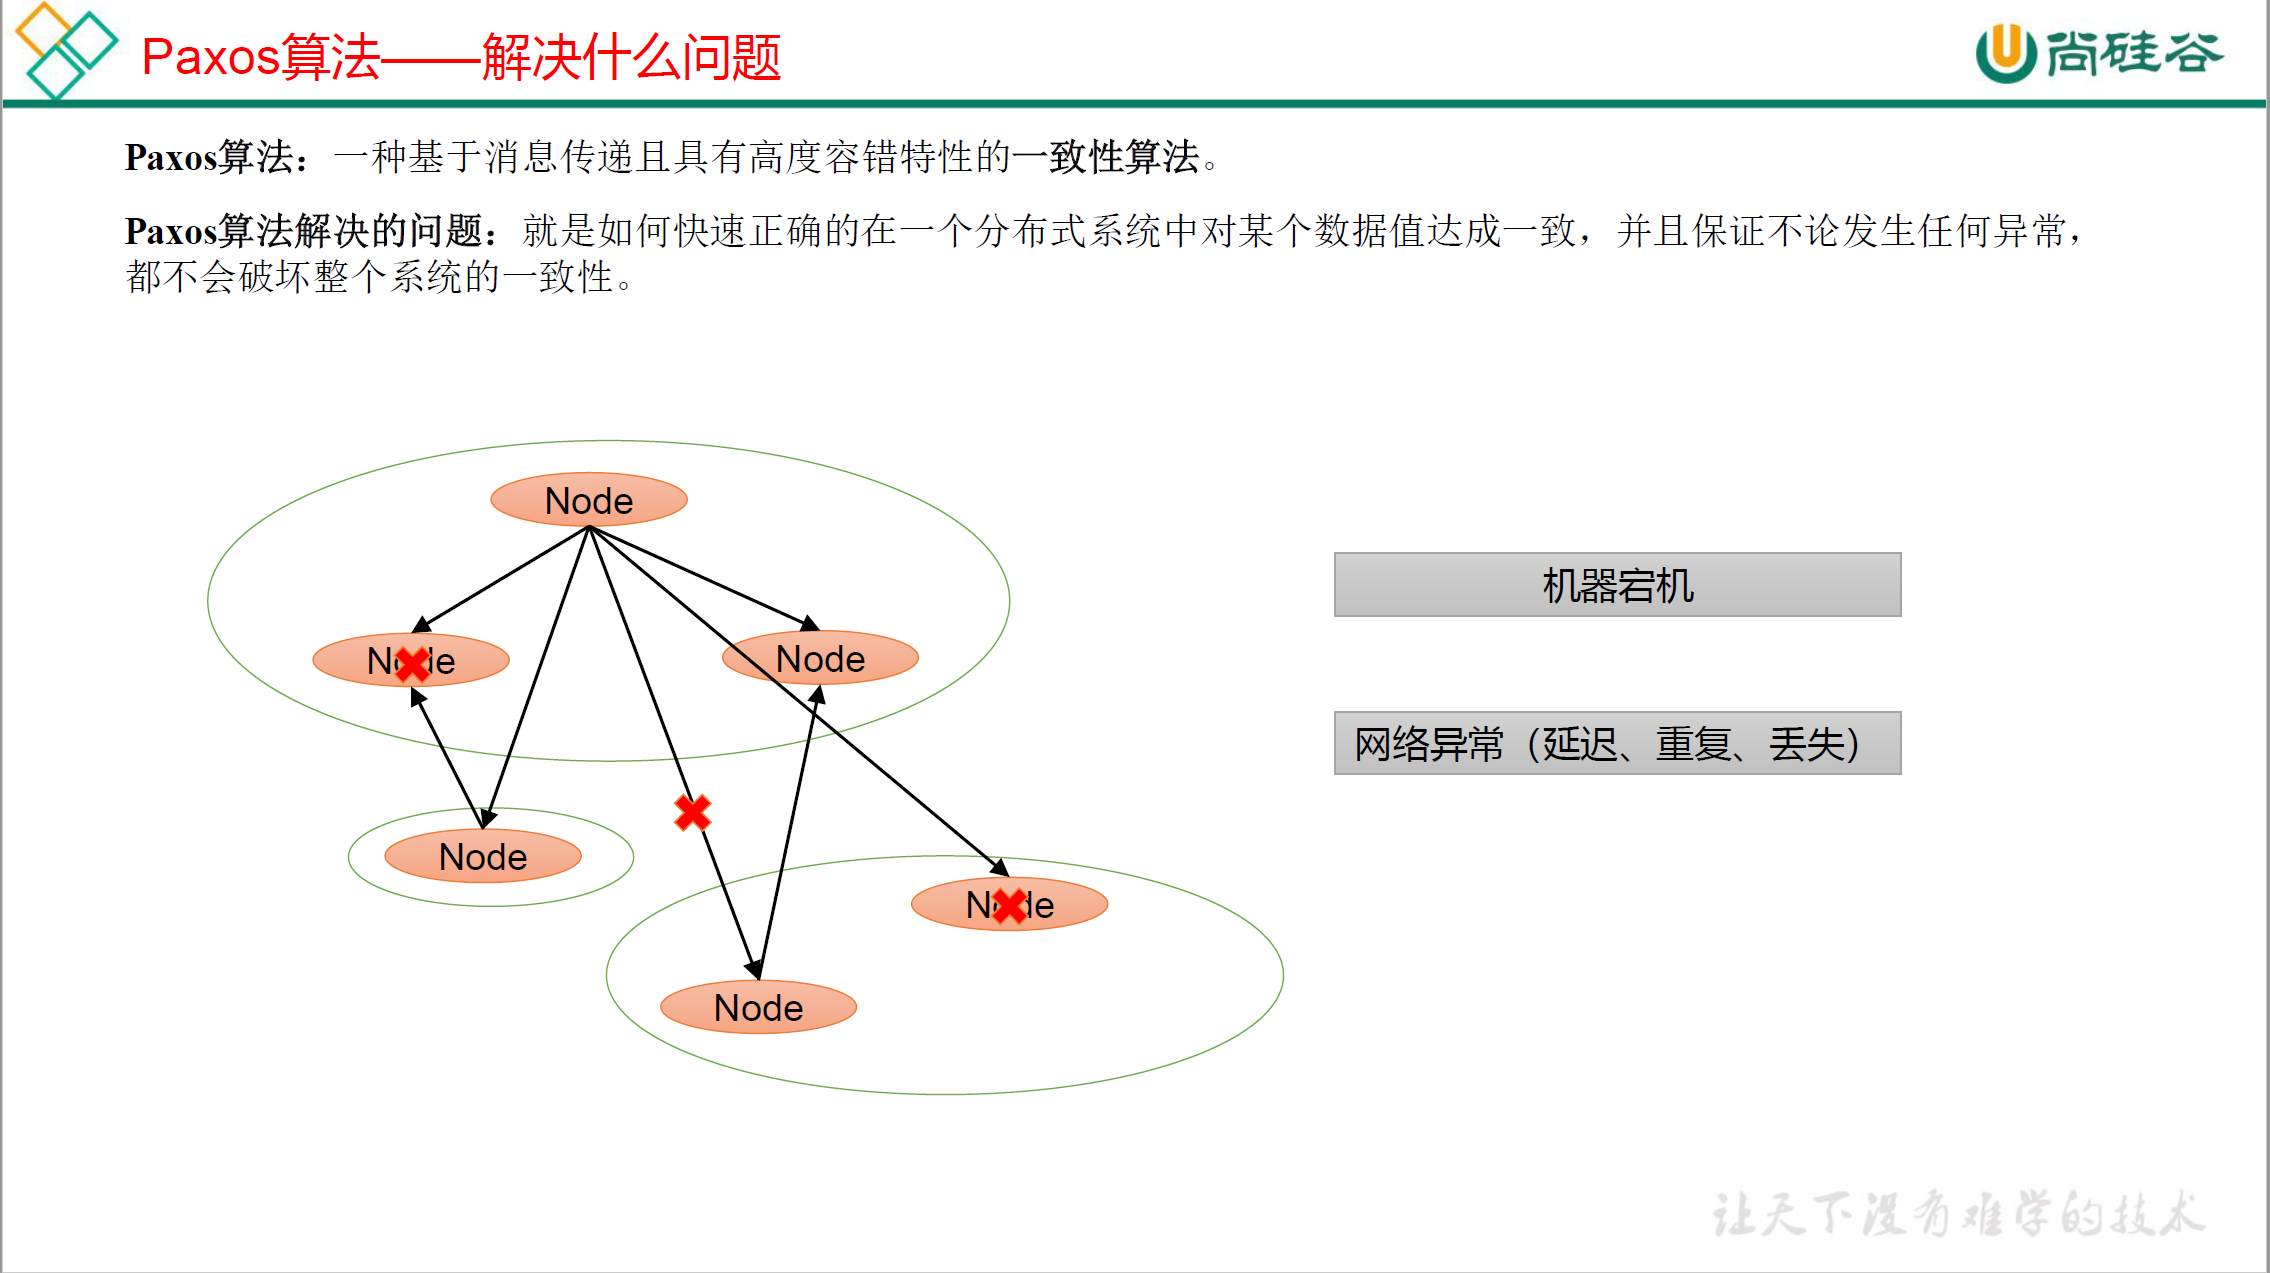 Paxos算法——解决什么问题
尚硅谷
Paxos算法：一种基于消息传递且具有高度容错特性的一致性算法。
Paxos算法解决的问题：就是如何快速正确的在一个分布式系统中对某个数据值达成一致，并且保证不论发生任何异常，
都不会破坏整个系统的一致性。
Node
机器宕机
Node
Node
网络异常（延迟、重复、丢失）
Node
Node
Node
让天下没有难学的技术